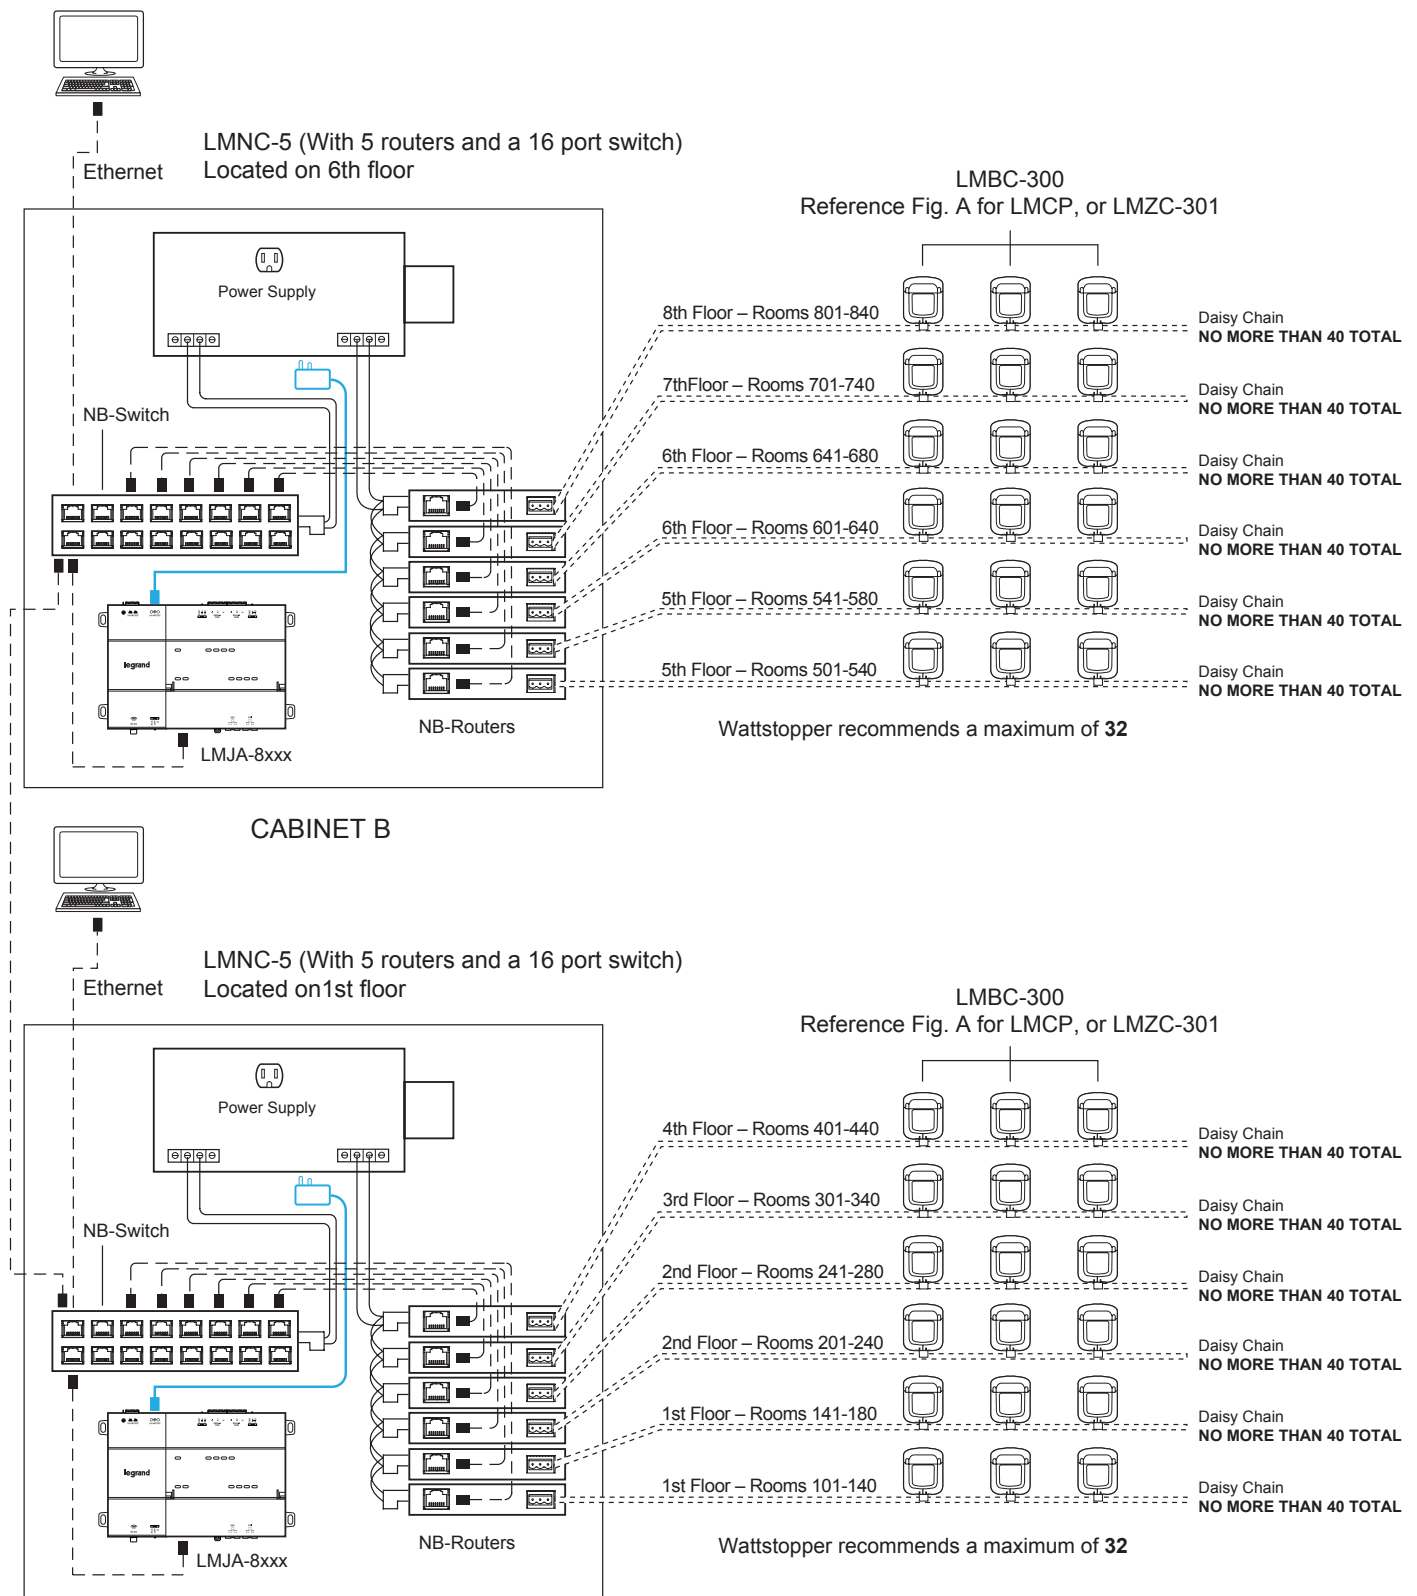 LMNC-5 (With 5 routers and a 16 port switch)
Located on 6th floor
Ethernet
LMBC-300
Reference Fig. A for LMCP, or LMZC-301
Power Supply
8th Floor – Rooms 801-840
Daisy Chain
NO MORE THAN 40 TOTAL
7thFloor – Rooms 701-740
Daisy Chain
NO MORE THAN 40 TOTAL
NB-Switch
6th Floor – Rooms 641-680
Daisy Chain
NO MORE THAN 40 TOTAL
6th Floor – Rooms 601-640
Daisy Chain
NO MORE THAN 40 TOTAL
5th Floor – Rooms 541-580
Daisy Chain
NO MORE THAN 40 TOTAL
legrand
5th Floor – Rooms 501-540
Daisy Chain
NO MORE THAN 40 TOTAL
NB-Routers
Wattstopper recommends a maximum of 32
LMJA-8xxx
CABINET B
LMNC-5 (With 5 routers and a 16 port switch)
Located on1st floor
Ethernet
LMBC-300
Reference Fig. A for LMCP, or LMZC-301
Power Supply
4th Floor – Rooms 401-440
Daisy Chain
NO MORE THAN 40 TOTAL
3rd Floor – Rooms 301-340
Daisy Chain
NO MORE THAN 40 TOTAL
NB-Switch
2nd Floor – Rooms 241-280
Daisy Chain
NO MORE THAN 40 TOTAL
2nd Floor – Rooms 201-240
Daisy Chain
NO MORE THAN 40 TOTAL
1st Floor – Rooms 141-180
Daisy Chain
NO MORE THAN 40 TOTAL
legrand
1st Floor – Rooms 101-140
Daisy Chain
NO MORE THAN 40 TOTAL
NB-Routers
Wattstopper recommends a maximum of 32
LMJA-8xxx